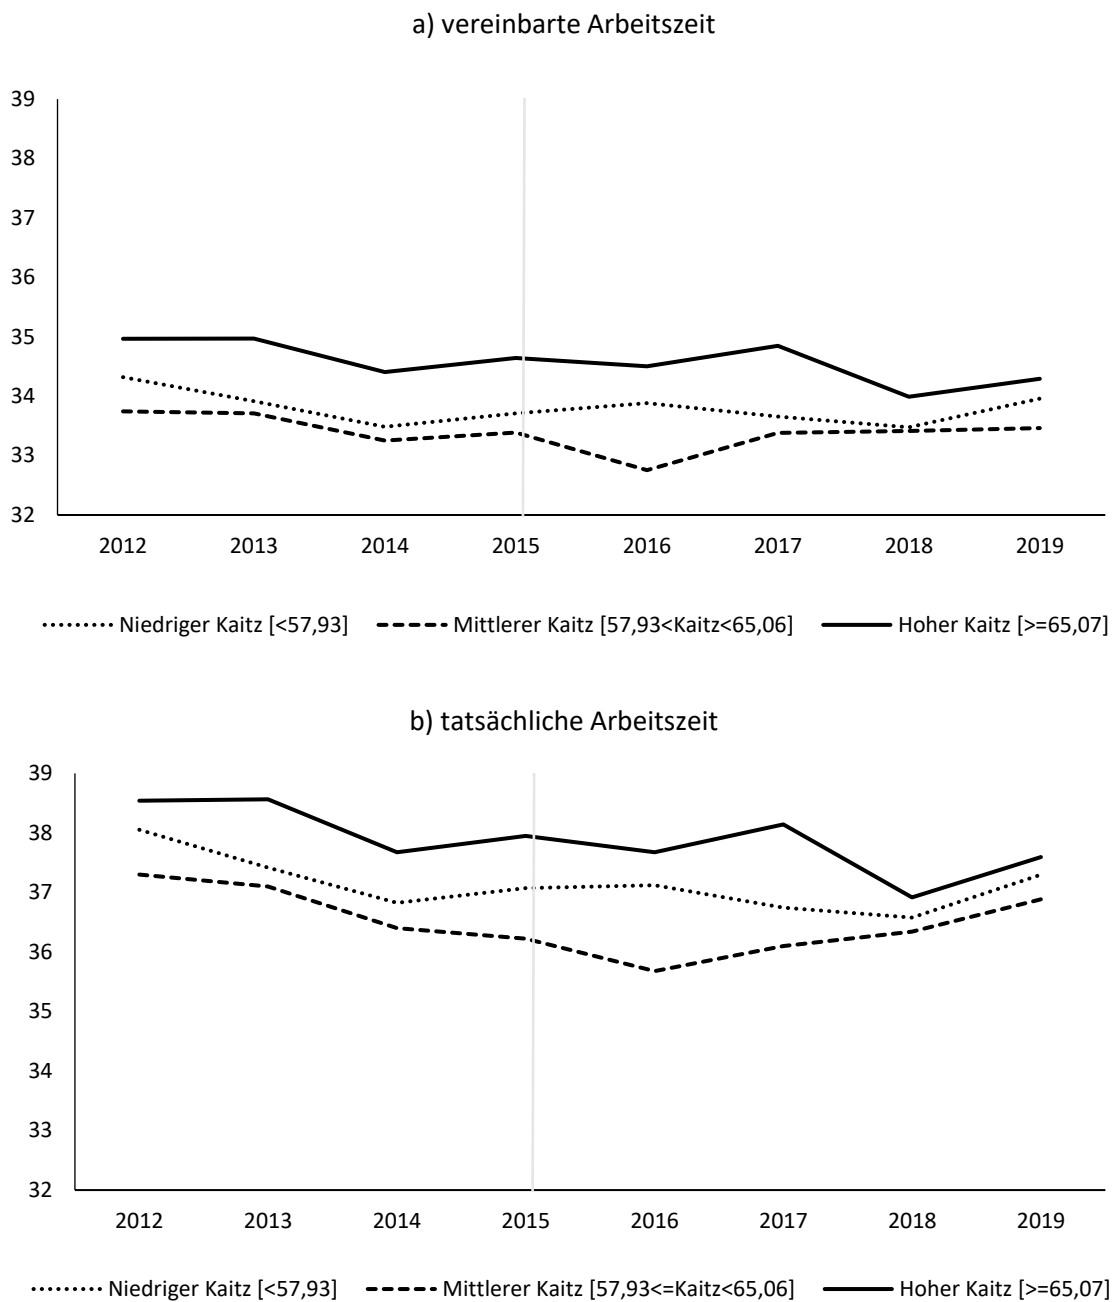 a) vereinbarte Arbeitszeit
39
38
37
36
35
34
33
32
2012 2013 2014 2015 2016 2017 2018 2019
Niedriger Kaitz [<57,93] Mittlerer Kaitz [57,93<Kaitz<65,06] Hoher Kaitz [>=65,07]
b) tatsächliche Arbeitszeit
39
38
37
36
35
34
33
32
2012 2013 2014 2015 2016 2017 2018 2019
Niedriger Kaitz [<57,93] Mittlerer Kaitz [57,93<=Kaitz<65,06] Hoher Kaitz [>=65,07]